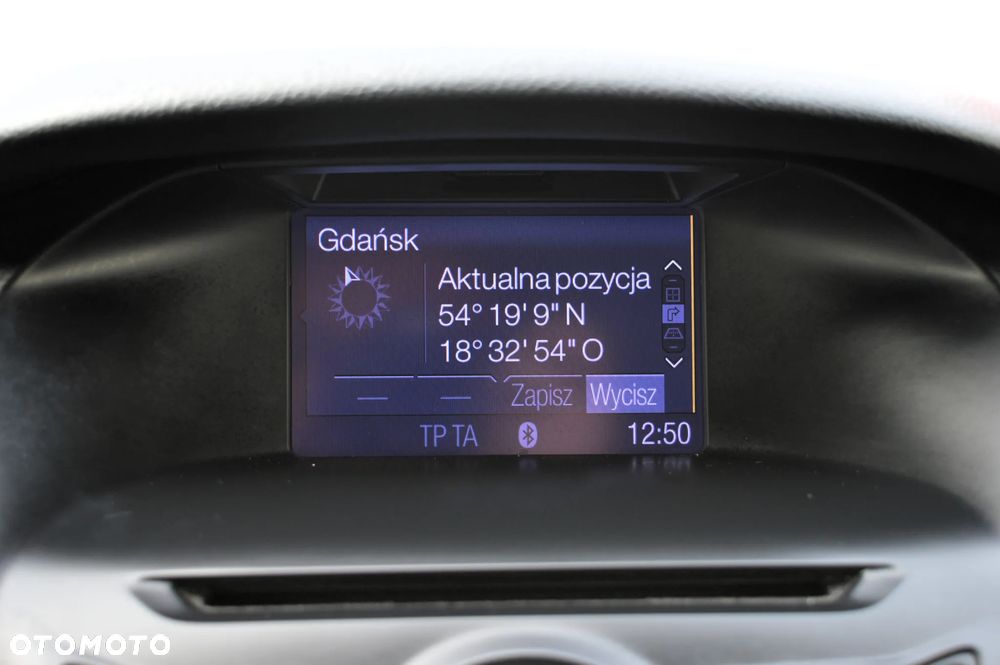 Gdańsk
Aktualna pozycja
54° 19' 9" N
18° 32' 54" O
Zapisz Wycisz
TP TA 12:50
OTOMOTO